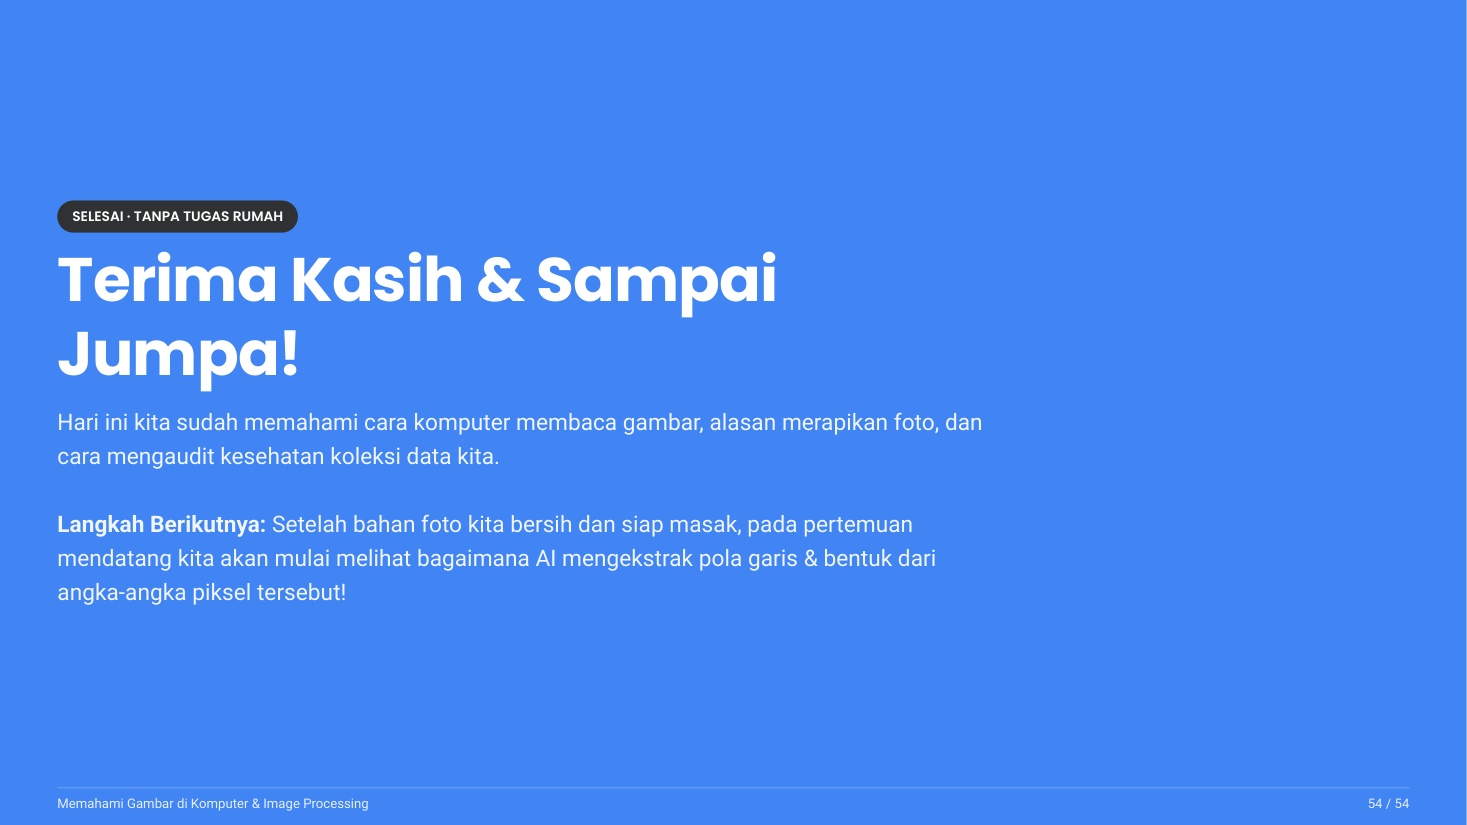 SELESAI · TANPA TUGAS RUMAH
Terima Kasih & Sampai
Jumpa!
Hari ini kita sudah memahami cara komputer membaca gambar, alasan merapikan foto, dan
cara mengaudit kesehatan koleksi data kita.
Langkah Berikutnya: Setelah bahan foto kita bersih dan siap masak, pada pertemuan
mendatang kita akan mulai melihat bagaimana AI mengekstrak pola garis & bentuk dari
angka-angka piksel tersebut!
Memahami Gambar di Komputer & Image Processing
54 / 54